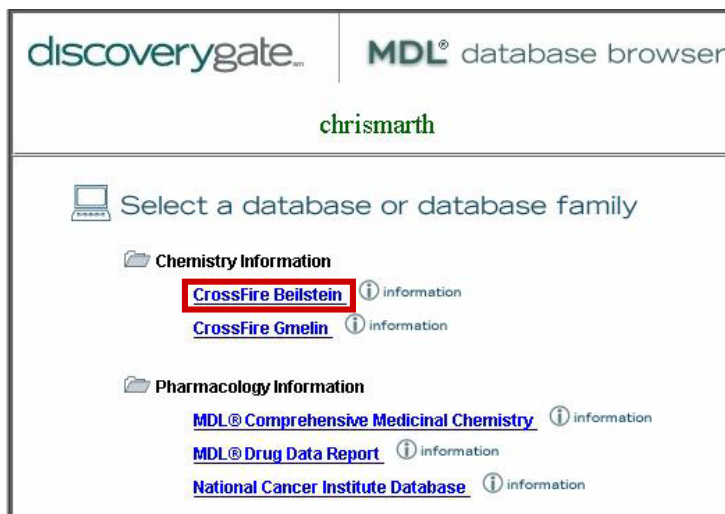 discoverygate℠ MDL® database browser
chrismarth
Select a database or database family
Chemistry Information
CrossFire Beilstein information
CrossFire Gmelin information
Pharmacology Information
MDL® Comprehensive Medicinal Chemistry information
MDL® Drug Data Report information
National Cancer Institute Database information